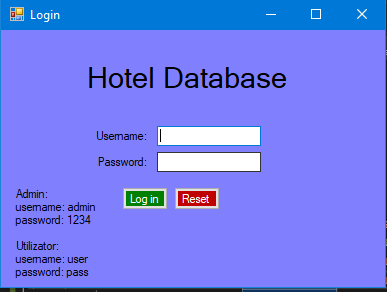 Login
Hotel Database
Username:
Password:
Log in Reset
Admin:
username: admin
password: 1234
Utilizator:
username: user
password: pass